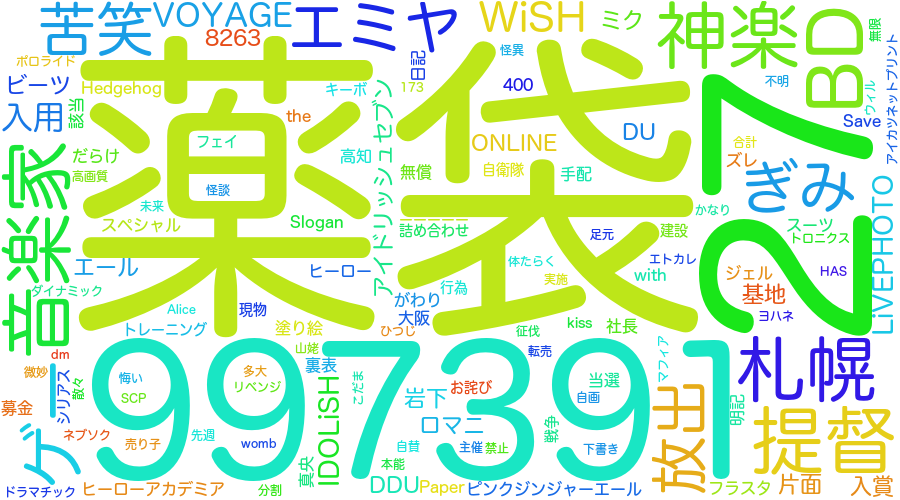 苦笑
VOYAGE
エミヤ
WiSH
ミク
神楽
BD
無限
ポロライド
8263
ビーツ
日記
怪異
Hedgehog
キーボ
173
400
不明
ウィル
アイカツネットプリント
入用
該当
薬袋
the
アイドリッシュセブン
ONLINE
DU
Save
合計
27
音楽家
だらけ
フェイ
高知
無償
自衛隊
手配
ズレ
ぎみ
高画質
怪談
未来
スペシャル
Slogan
詰め合わせ
足元
建設
かなり
スーツ
トロニクス
LiVEPHOTO
エール
ヒーロー
体たらく
実施
with
エトカレ
ジェル
HAS
ダイナミック
Alice
現物
がわり
行為
基地
大阪
ヨハネ
トレーニング
塗り絵
ひつじ
征伐
kiss
社長
dm
山姥
裏表
転売
マフィア
札幌
微妙
シリアス
散々
悔い
多大
SCP
リベンジ
こだま
997391
お詫び
当選
自画
募金
ゲー
IDOLiSH
岩下
明記
放出
提督
ネブソク
売り子
先週
womb
ロマニ
戦争
自賛
主催
禁止
下書き
真央
本能
ドラマチック
ヒーローアカデミア
分割
DDU
Paper
ピンクジンジャーエール
フラスタ
片面
入賞